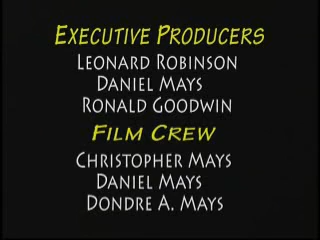 Executive Producers
Leonard Robinson
Daniel Mays
Ronald Goodwin
Film Crew
Christopher Mays
Daniel Mays
Dondre A. Mays